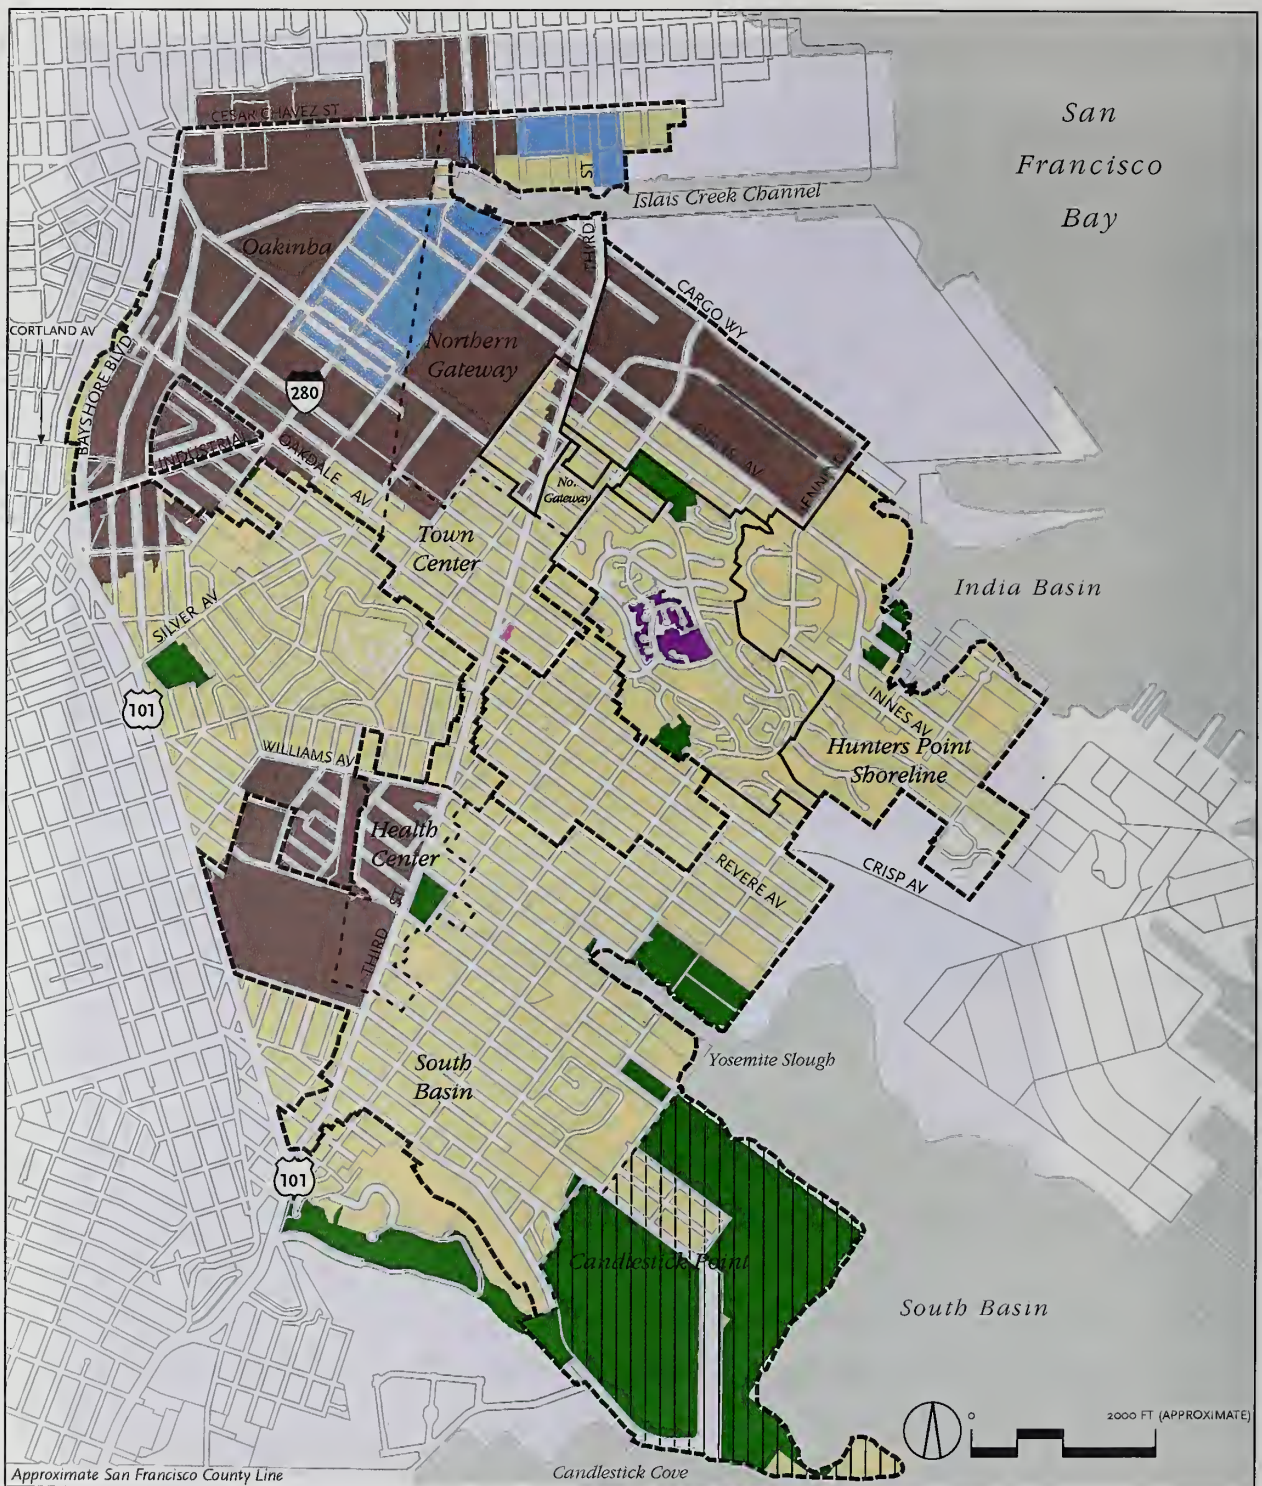 San
Francisco
Bay
CESAR CHAVEZ ST
ST
Islais Creek Channel
Oakinba
THIRD
CARGO WY
CORTLAND AV
BAYSHORE BLVD
Northern
Gateway
280
INDUSTRIAL
OAKDALE AV
EVANS AV
JENNINGS
No.
Gateway
Town
Center
India Basin
SILVER AV
101
INNES AV
Hunters Point
Shoreline
WILLIAMS AV
Health
Center
REVERE AV
CRISP AV
THIRD ST
Yosemite Slough
South
Basin
101
Candlestick Point
South Basin
0
2000 FT (APPROXIMATE)
Approximate San Francisco County Line
Candlestick Cove